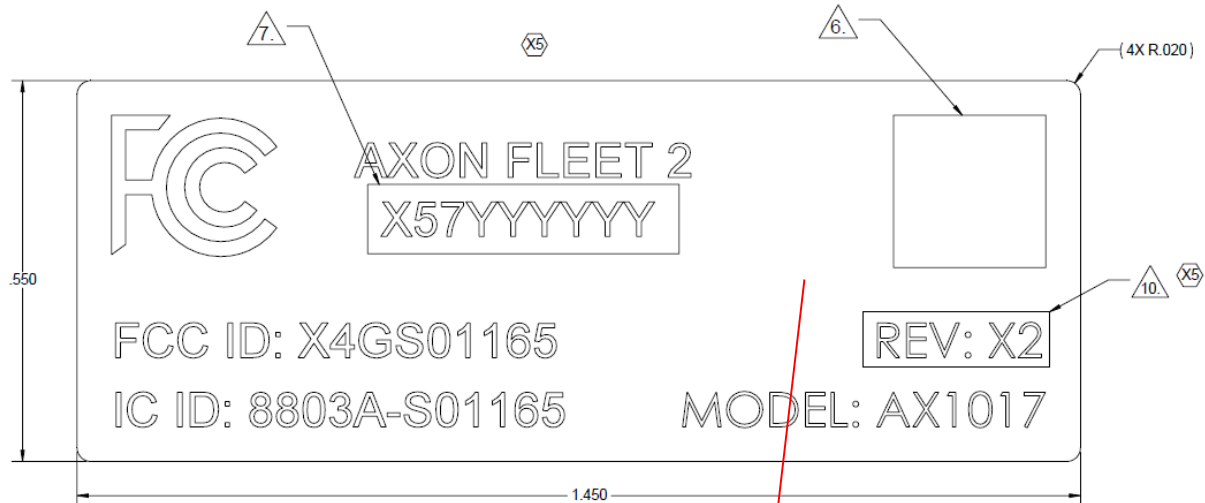 7.
X5
6.
(4X R.020)
FCC
AXON FLEET 2
X57YYYYYY
.550
10.
X5
FCC ID: X4GS01165
REV: X2
IC ID: 8803A-S01165
MODEL: AX1017
1.450